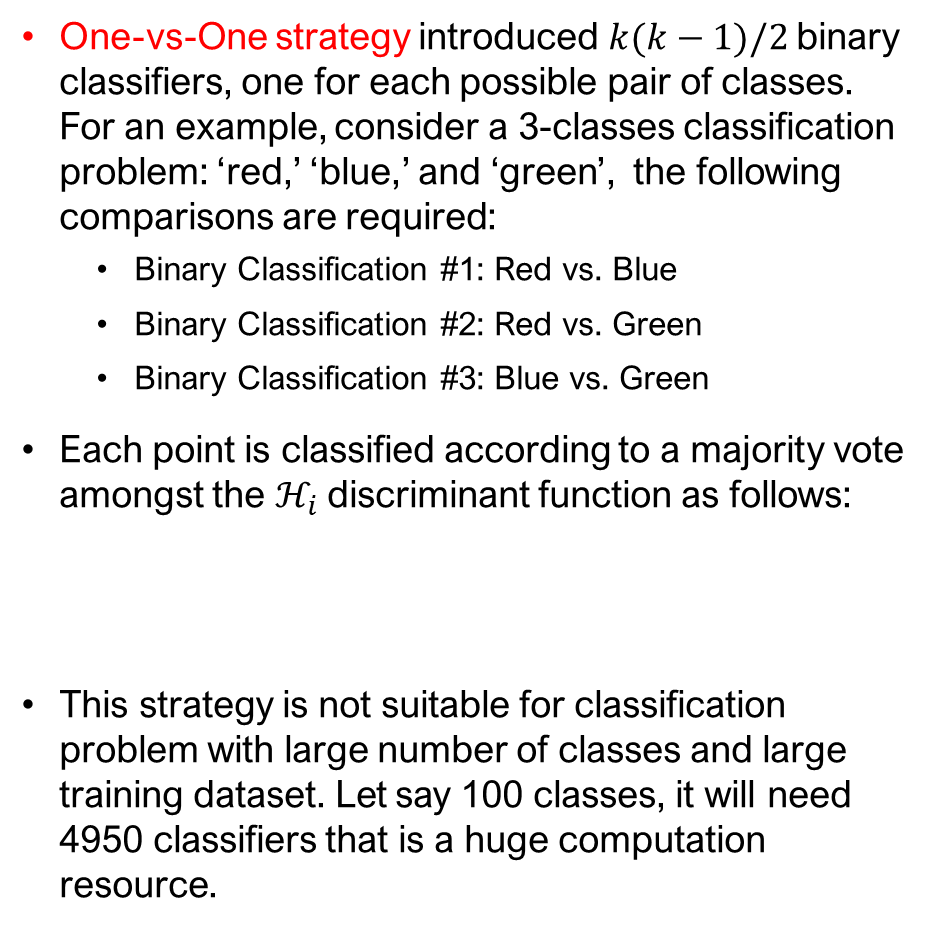 • One-vs-One strategy introduced 𝑘(𝑘 − 1)/2 binary
classifiers, one for each possible pair of classes.
For an example, consider a 3-classes classification
problem: ‘red,’ ‘blue,’ and ‘green’, the following
comparisons are required:
• Binary Classification #1: Red vs. Blue
• Binary Classification #2: Red vs. Green
• Binary Classification #3: Blue vs. Green
• Each point is classified according to a majority vote
amongst the ℋ𝑖 discriminant function as follows:
• This strategy is not suitable for classification
problem with large number of classes and large
training dataset. Let say 100 classes, it will need
4950 classifiers that is a huge computation
resource.